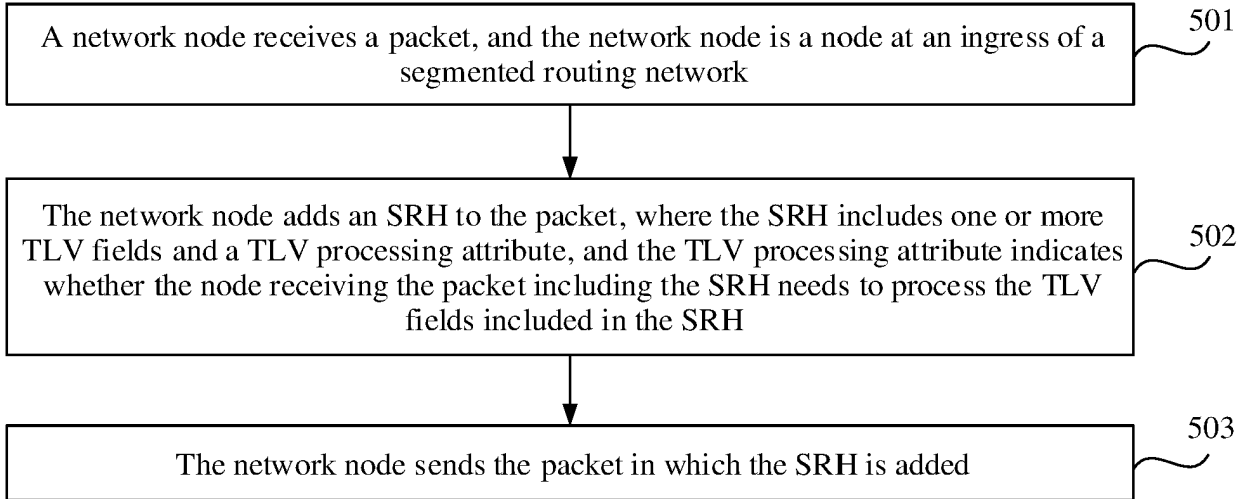 A network node receives a packet, and the network node is a node at an ingress of a
segmented routing network
501
The network node adds an SRH to the packet, where the SRH includes one or more
TLV fields and a TLV processing attribute, and the TLV processing attribute indicates
whether the node receiving the packet including the SRH needs to process the TLV
fields included in the SRH
502
The network node sends the packet in which the SRH is added
503